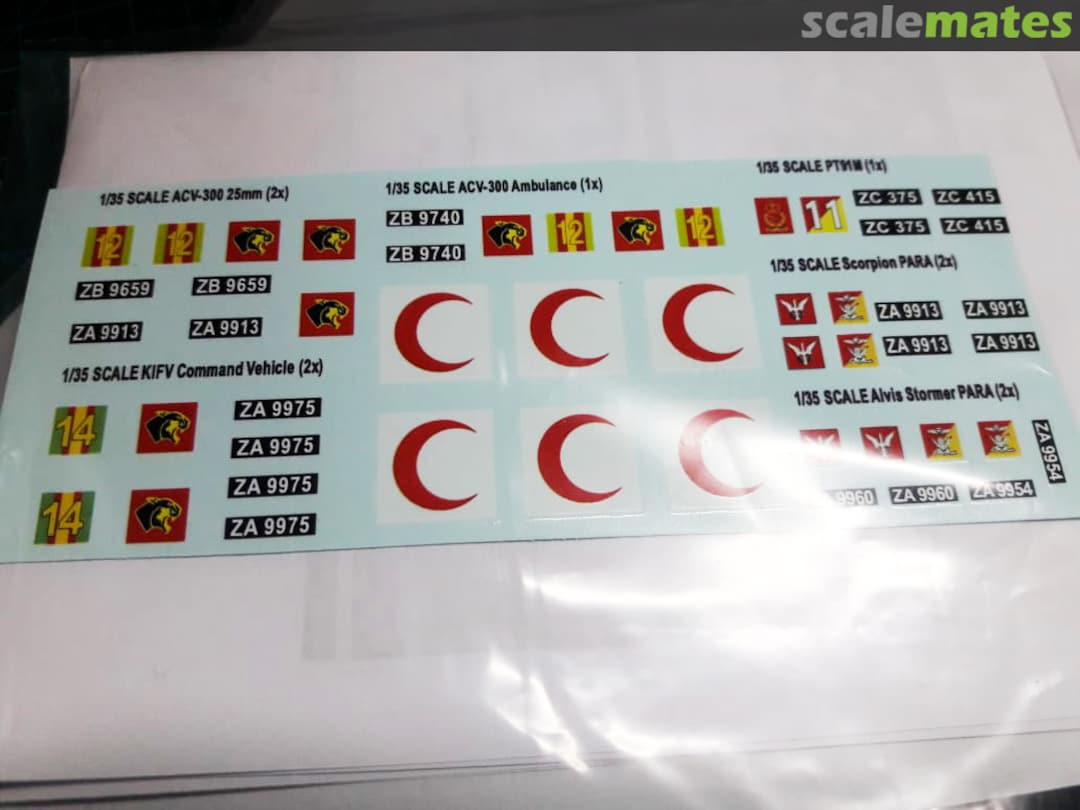 scalemates
1/35 SCALE ACV-300 25mm (2x)
12 12
ZB 9659 ZB 9659
ZA 9913 ZA 9913
1/35 SCALE KIFV Command Vehicle (2x)
14
ZA 9975
ZA 9975
14
ZA 9975
ZA 9975
1/35 SCALE ACV-300 Ambulance (1x)
ZB 9740
12 12
ZB 9740
1/35 SCALE PT91M (1x)
11
ZC 375 ZC 415
ZC 375 ZC 415
1/35 SCALE Scorpion PARA (2x)
ZA 9913 ZA 9913
ZA 9913 ZA 9913
1/35 SCALE Alvis Stormer PARA (2x)
ZA 9954
9960 ZA 9960 ZA 9954